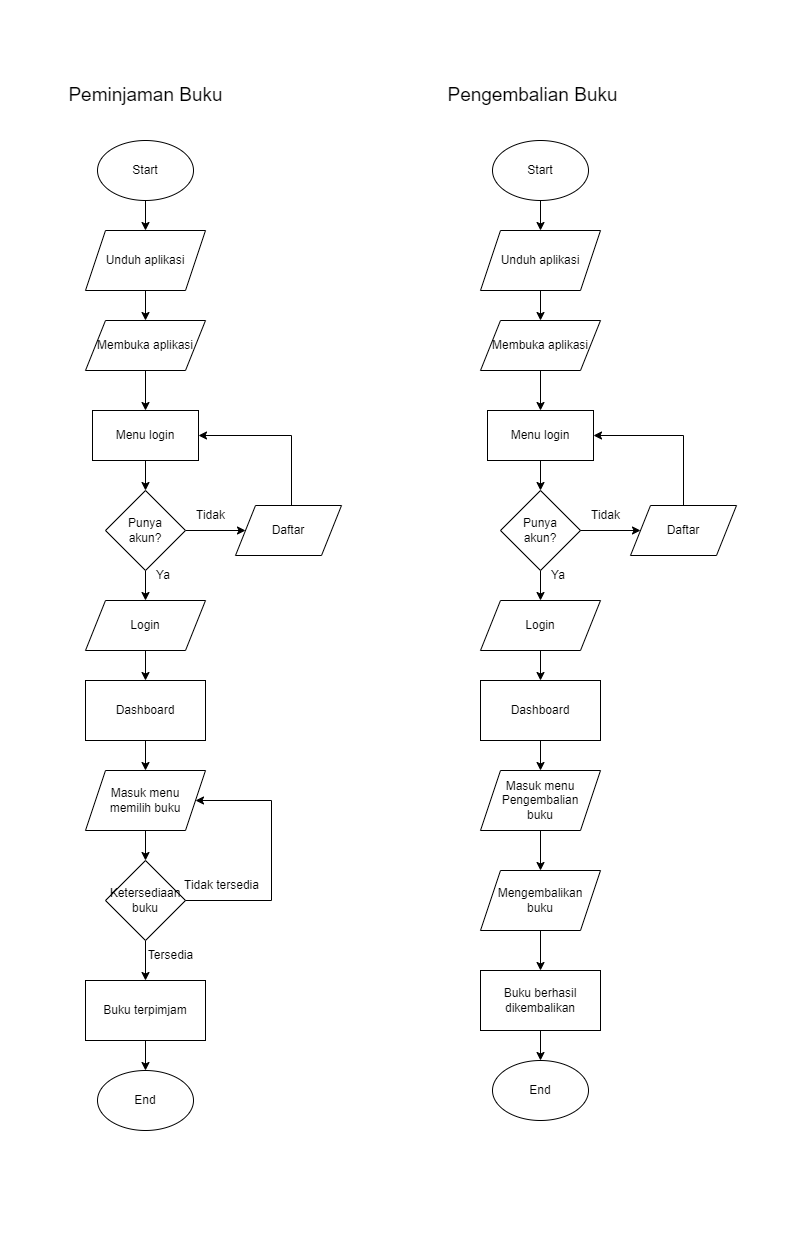 Peminjaman Buku
Start
Unduh aplikasi
Membuka aplikasi
Menu login
Punya
akun?
Tidak
Daftar
Ya
Login
Dashboard
Masuk menu
memilih buku
Ketersediaan
buku
Tidak tersedia
Tersedia
Buku terpimjam
End
Pengembalian Buku
Start
Unduh aplikasi
Membuka aplikasi
Menu login
Punya
akun?
Tidak
Daftar
Ya
Login
Dashboard
Masuk menu
Pengembalian
buku
Mengembalikan
buku
Buku berhasil
dikembalikan
End